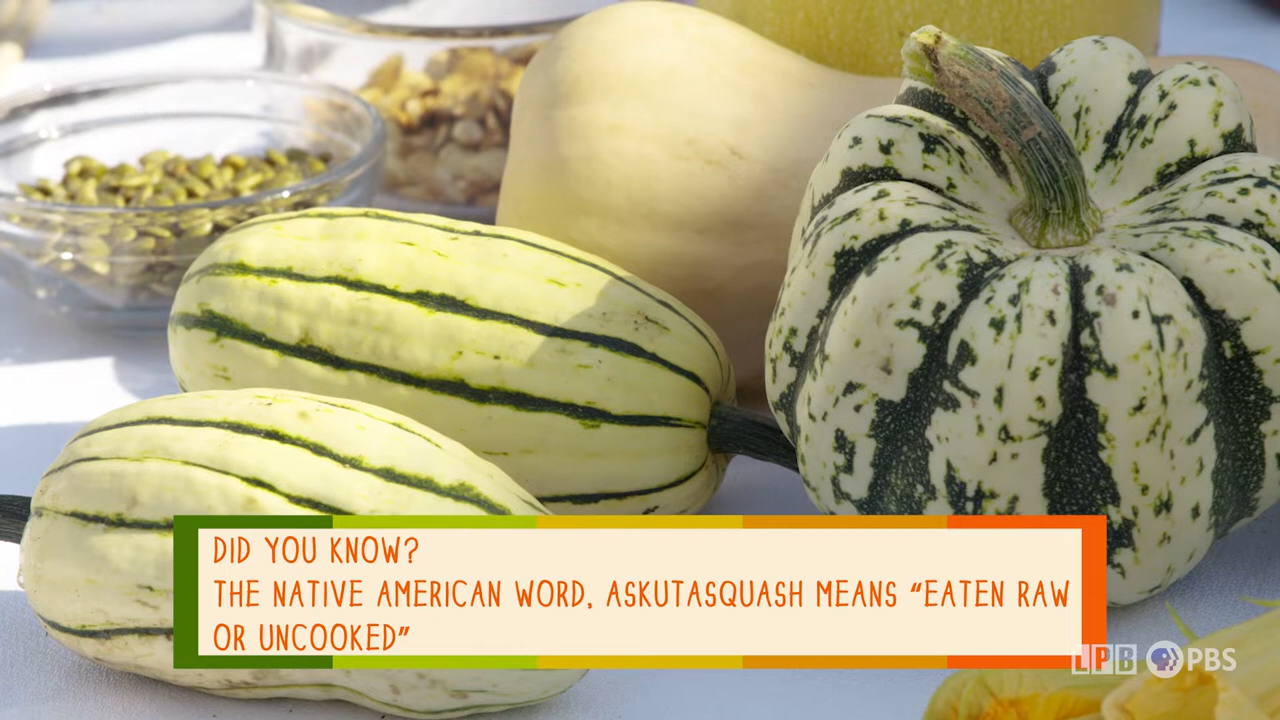 DID YOU KNOW?
THE NATIVE AMERICAN WORD, ASKUTASQUASH MEANS “EATEN RAW
OR UNCOOKED”
LPB PBS